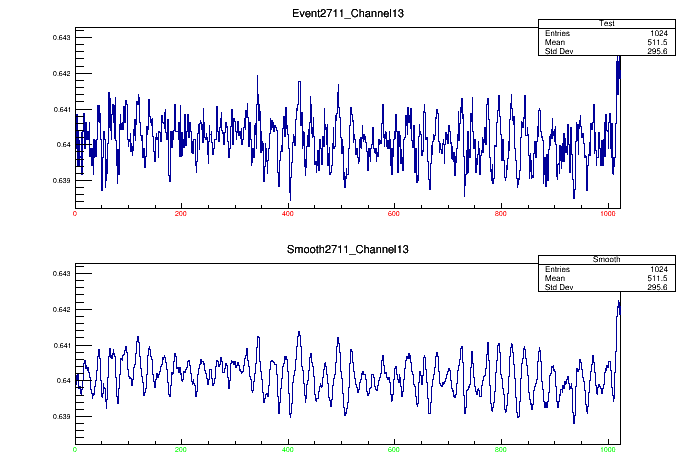 Event2711_Channel13
Test
Entries 1024
Mean 511.5
Std Dev 295.6
0.643
0.642
0.641
0.64
0.639
0 200 400 600 800 1000
Smooth2711_Channel13
Smooth
Entries 1024
Mean 511.5
Std Dev 295.6
0.643
0.642
0.641
0.64
0.639
0 200 400 600 800 1000